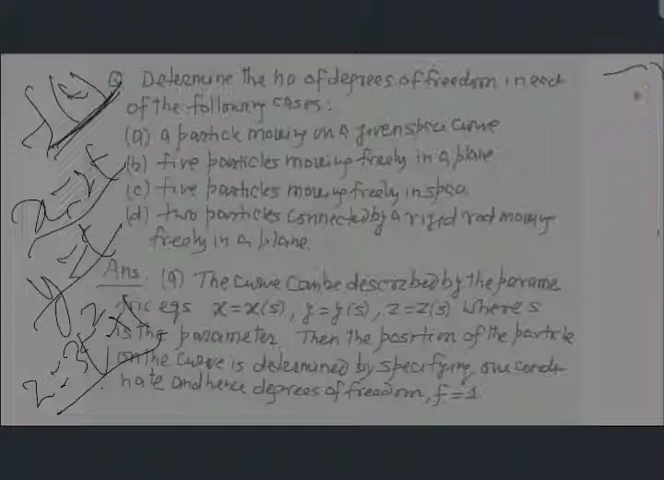 Q Determine the no of degrees of freedom in each
of the following cases:
(a) a particle moving on a given space curve
(b) five particles moving freely in a plane
(c) five particles moving freely in space
(d) two particles connected by a rigid rod moving
freely in a plane.
Ans (a) The curve can be described by the parame
tric eqs x=x(s), y=y(s), z=z(s) where s
is the parameter. Then the position of the particle
on the curve is determined by specifying one coordi-
nate and hence degrees of freedom, f=1